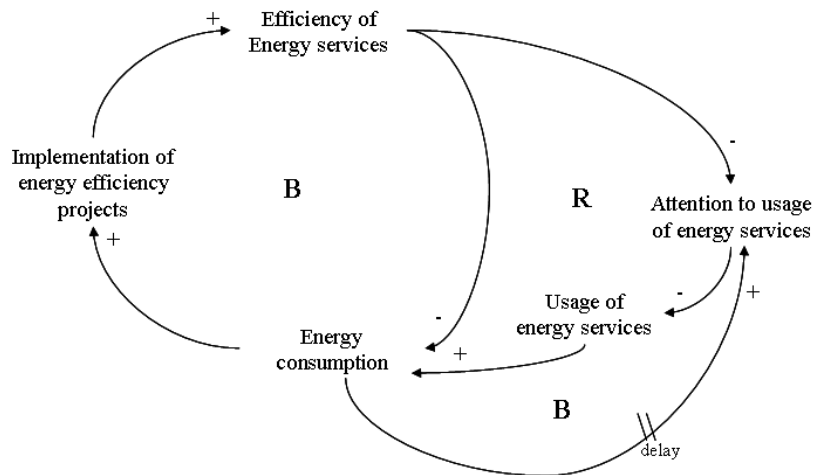 +
Efficiency of
Energy services
-
Implementation of
energy efficiency
projects
B
R
Attention to usage
of energy services
+
-
+
Usage of
energy services
-
Energy
consumption
+
B
delay